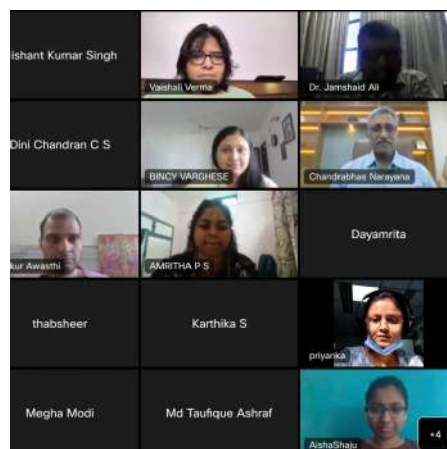 ishant Kumar Singh
Vaishali Verma
Dr. Jamshaid Ali
Dini Chandran C S
BINCY VARGHESE
Chandrabhas Narayana
kur Awasthi
AMRITHA P S
Dayamrita
thabsheer
Karthika S
priyanka
Megha Modi
Md Taufique Ashraf
AishaShaju
+4